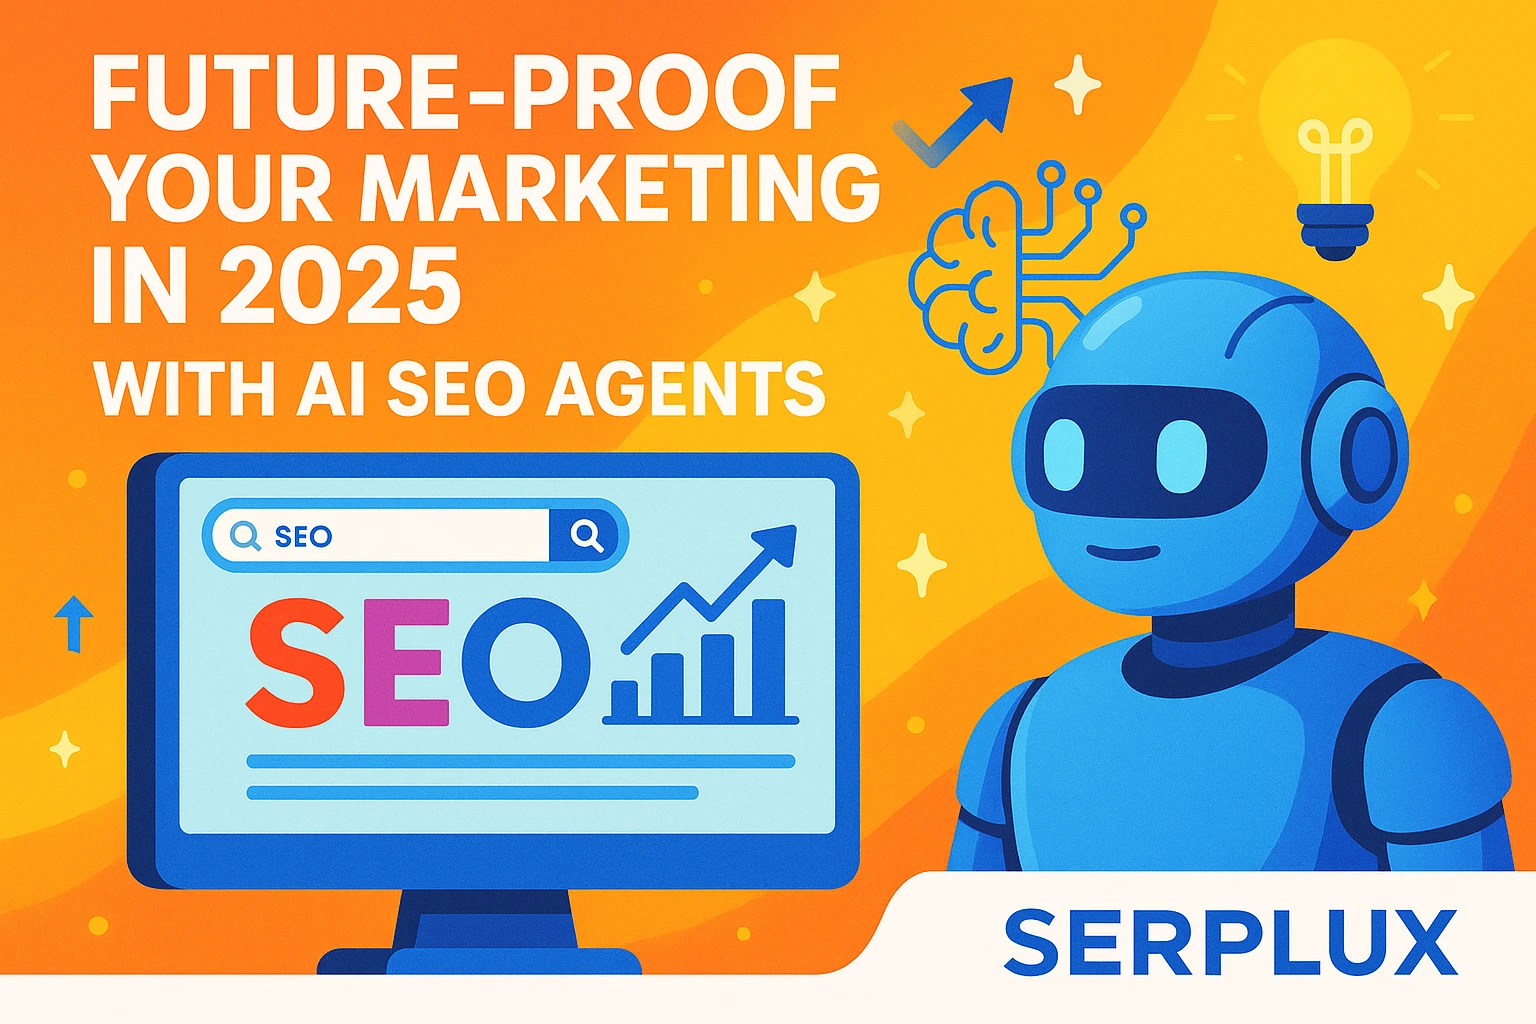 FUTURE-PROOF
YOUR MARKETING
IN 2025
WITH AI SEO AGENTS
SEO
SEO
SERPLUX